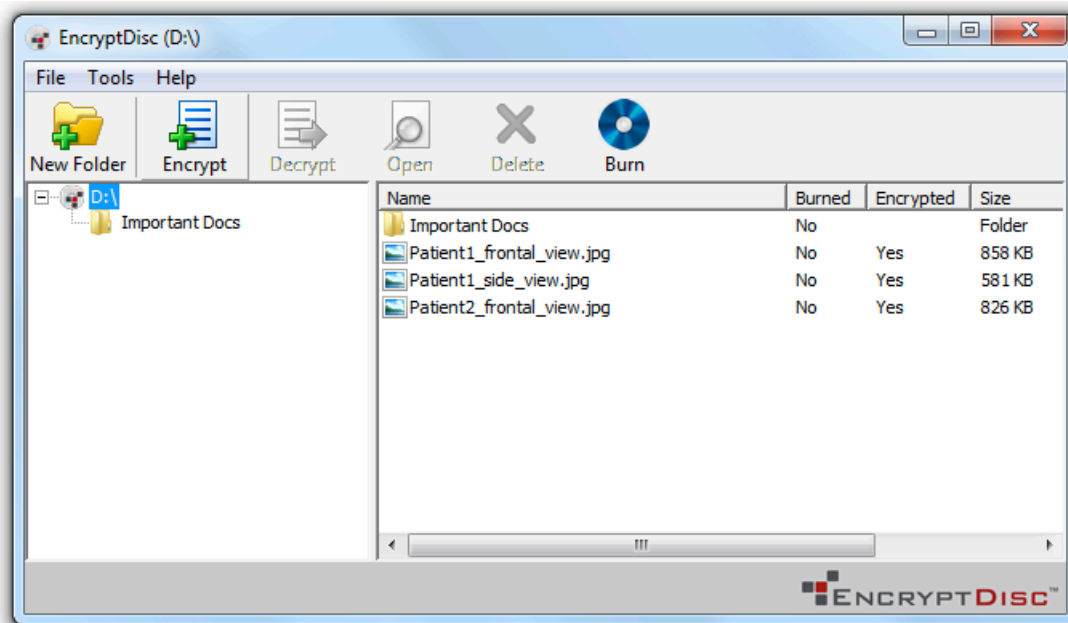 EncryptDisc (D:\)
File Tools Help
New Folder Encrypt Decrypt Open Delete Burn
D:\
Important Docs
Name Burned Encrypted Size
Important Docs No Folder
Patient1_frontal_view.jpg No Yes 858 KB
Patient1_side_view.jpg No Yes 581 KB
Patient2_frontal_view.jpg No Yes 826 KB
ENCRYPTDISC™